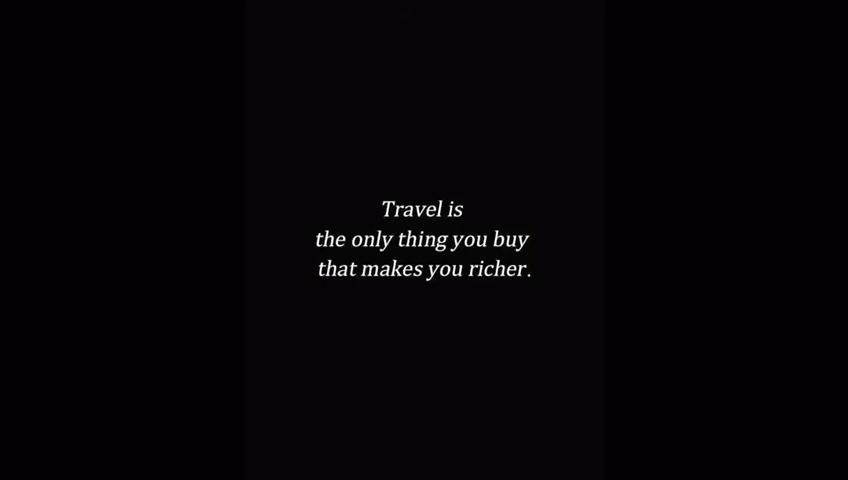 Travel is
the only thing you buy
that makes you richer.